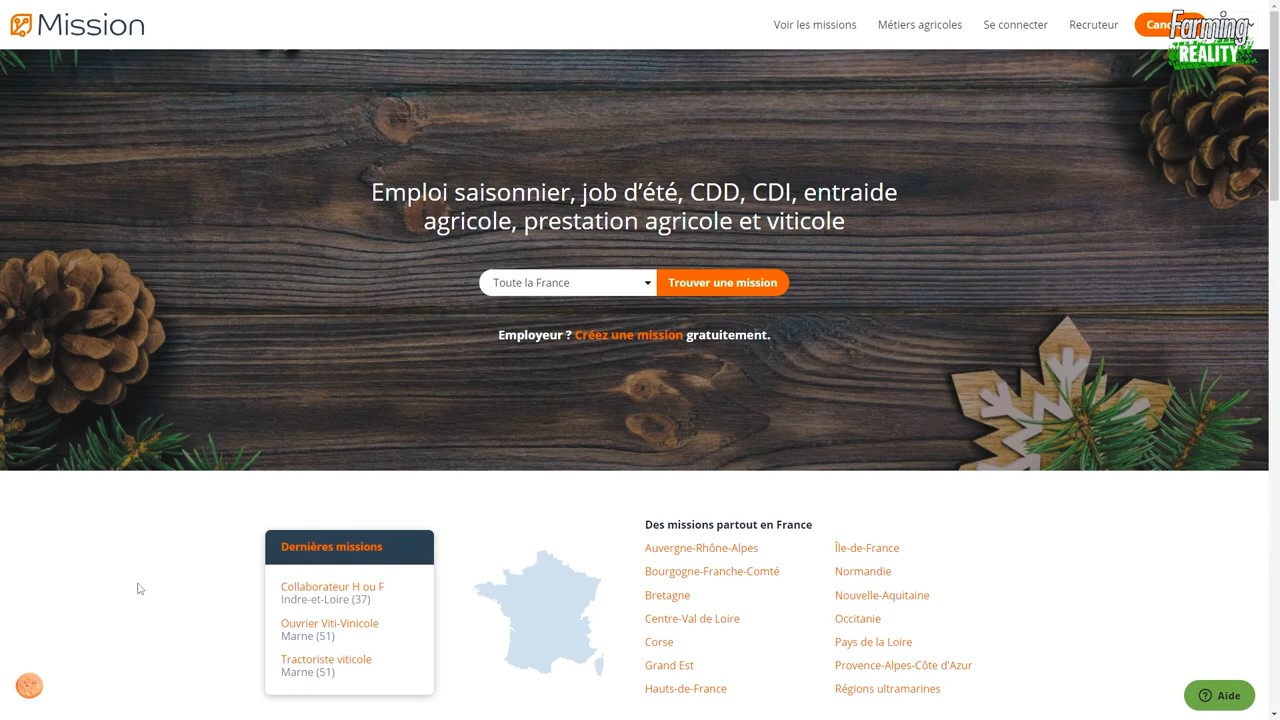 Mission
Voir les missions
Métiers agricoles
Se connecter
Recruteur
Farming
REALITY
Emploi saisonnier, job d’été, CDD, CDI, entraide
agricole, prestation agricole et viticole
Toute la France
Trouver une mission
Employeur ? Créez une mission gratuitement.
Dernières missions
Collaborateur H ou F
Indre-et-Loire (37)
Ouvrier Viti-Vinicole
Marne (51)
Tractoriste viticole
Marne (51)
Des missions partout en France
Auvergne-Rhône-Alpes
Bourgogne-Franche-Comté
Bretagne
Centre-Val de Loire
Corse
Grand Est
Hauts-de-France
Île-de-France
Normandie
Nouvelle-Aquitaine
Occitanie
Pays de la Loire
Provence-Alpes-Côte d'Azur
Régions ultramarines
Aide